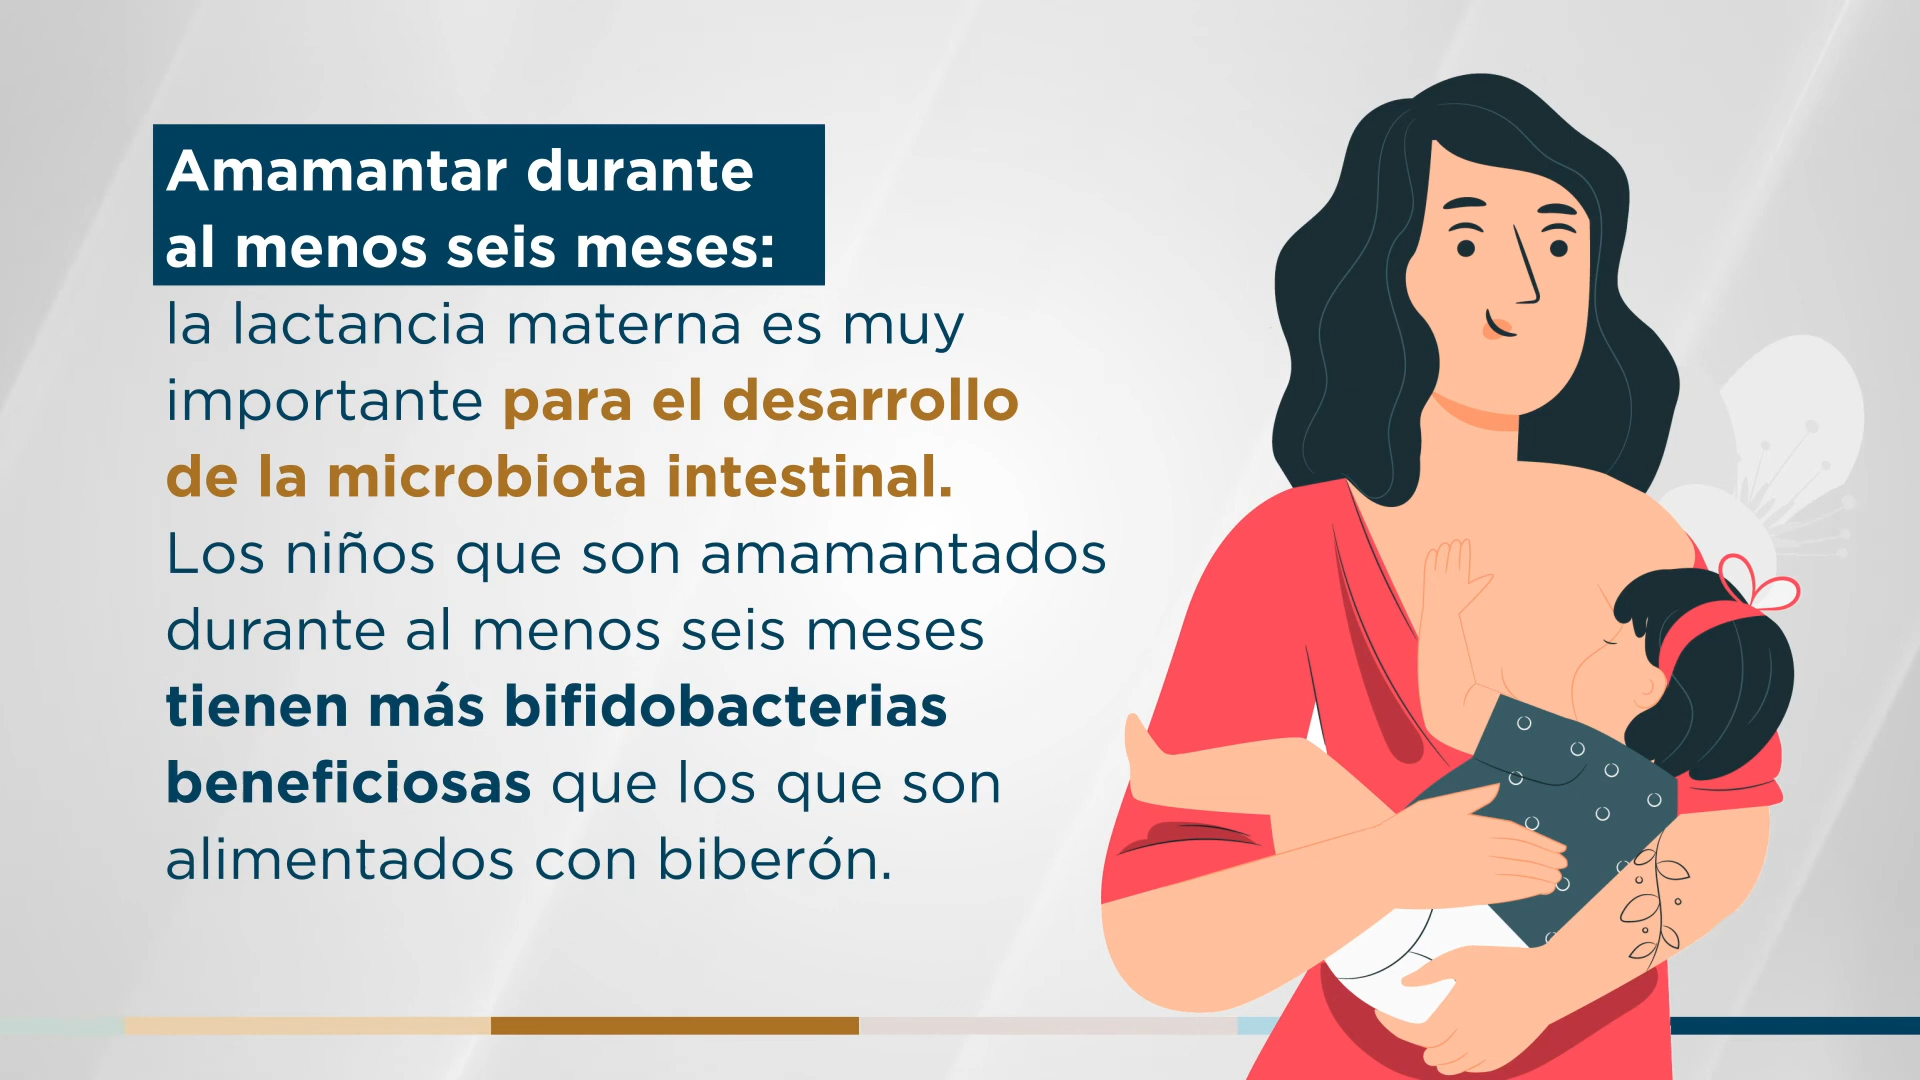 Amamantar durante
al menos seis meses:
la lactancia materna es muy
importante para el desarrollo
de la microbiota intestinal.
Los niños que son amamantados
durante al menos seis meses
tienen más bifidobacterias
beneficiosas que los que son
alimentados con biberón.